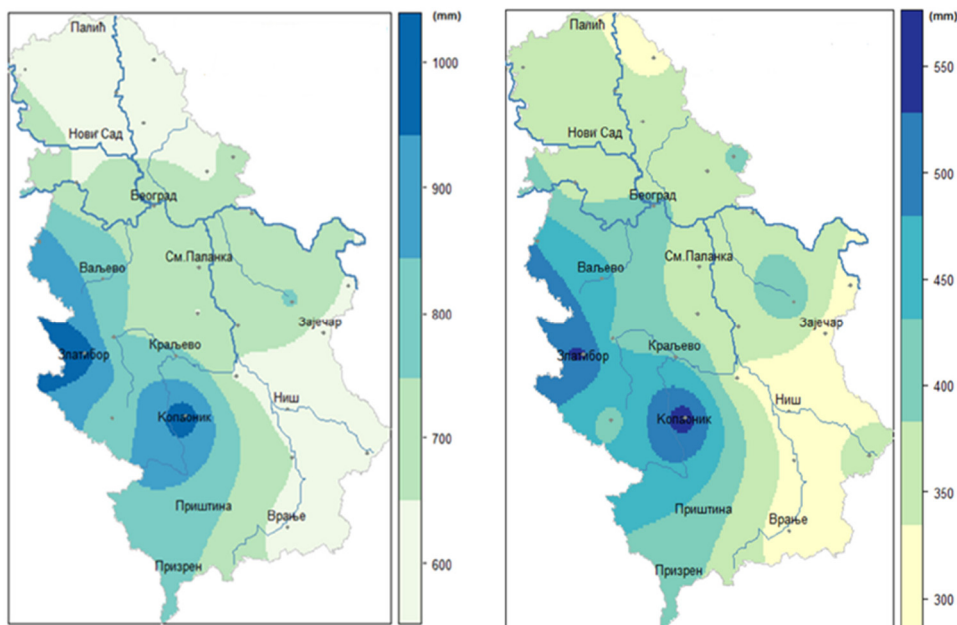 (mm)
1000
900
800
700
600
Палић
Нови Сад
Београд
Ваљево
См.Паланка
Зајечар
Златибор
Краљево
Ниш
Копаоник
Приштина
Врање
Призрен
(mm)
550
500
450
400
350
300
Палић
Нови Сад
Београд
Ваљево
См.Паланка
Зајечар
Златибор
Краљево
Ниш
Копаоник
Приштина
Врање
Призрен